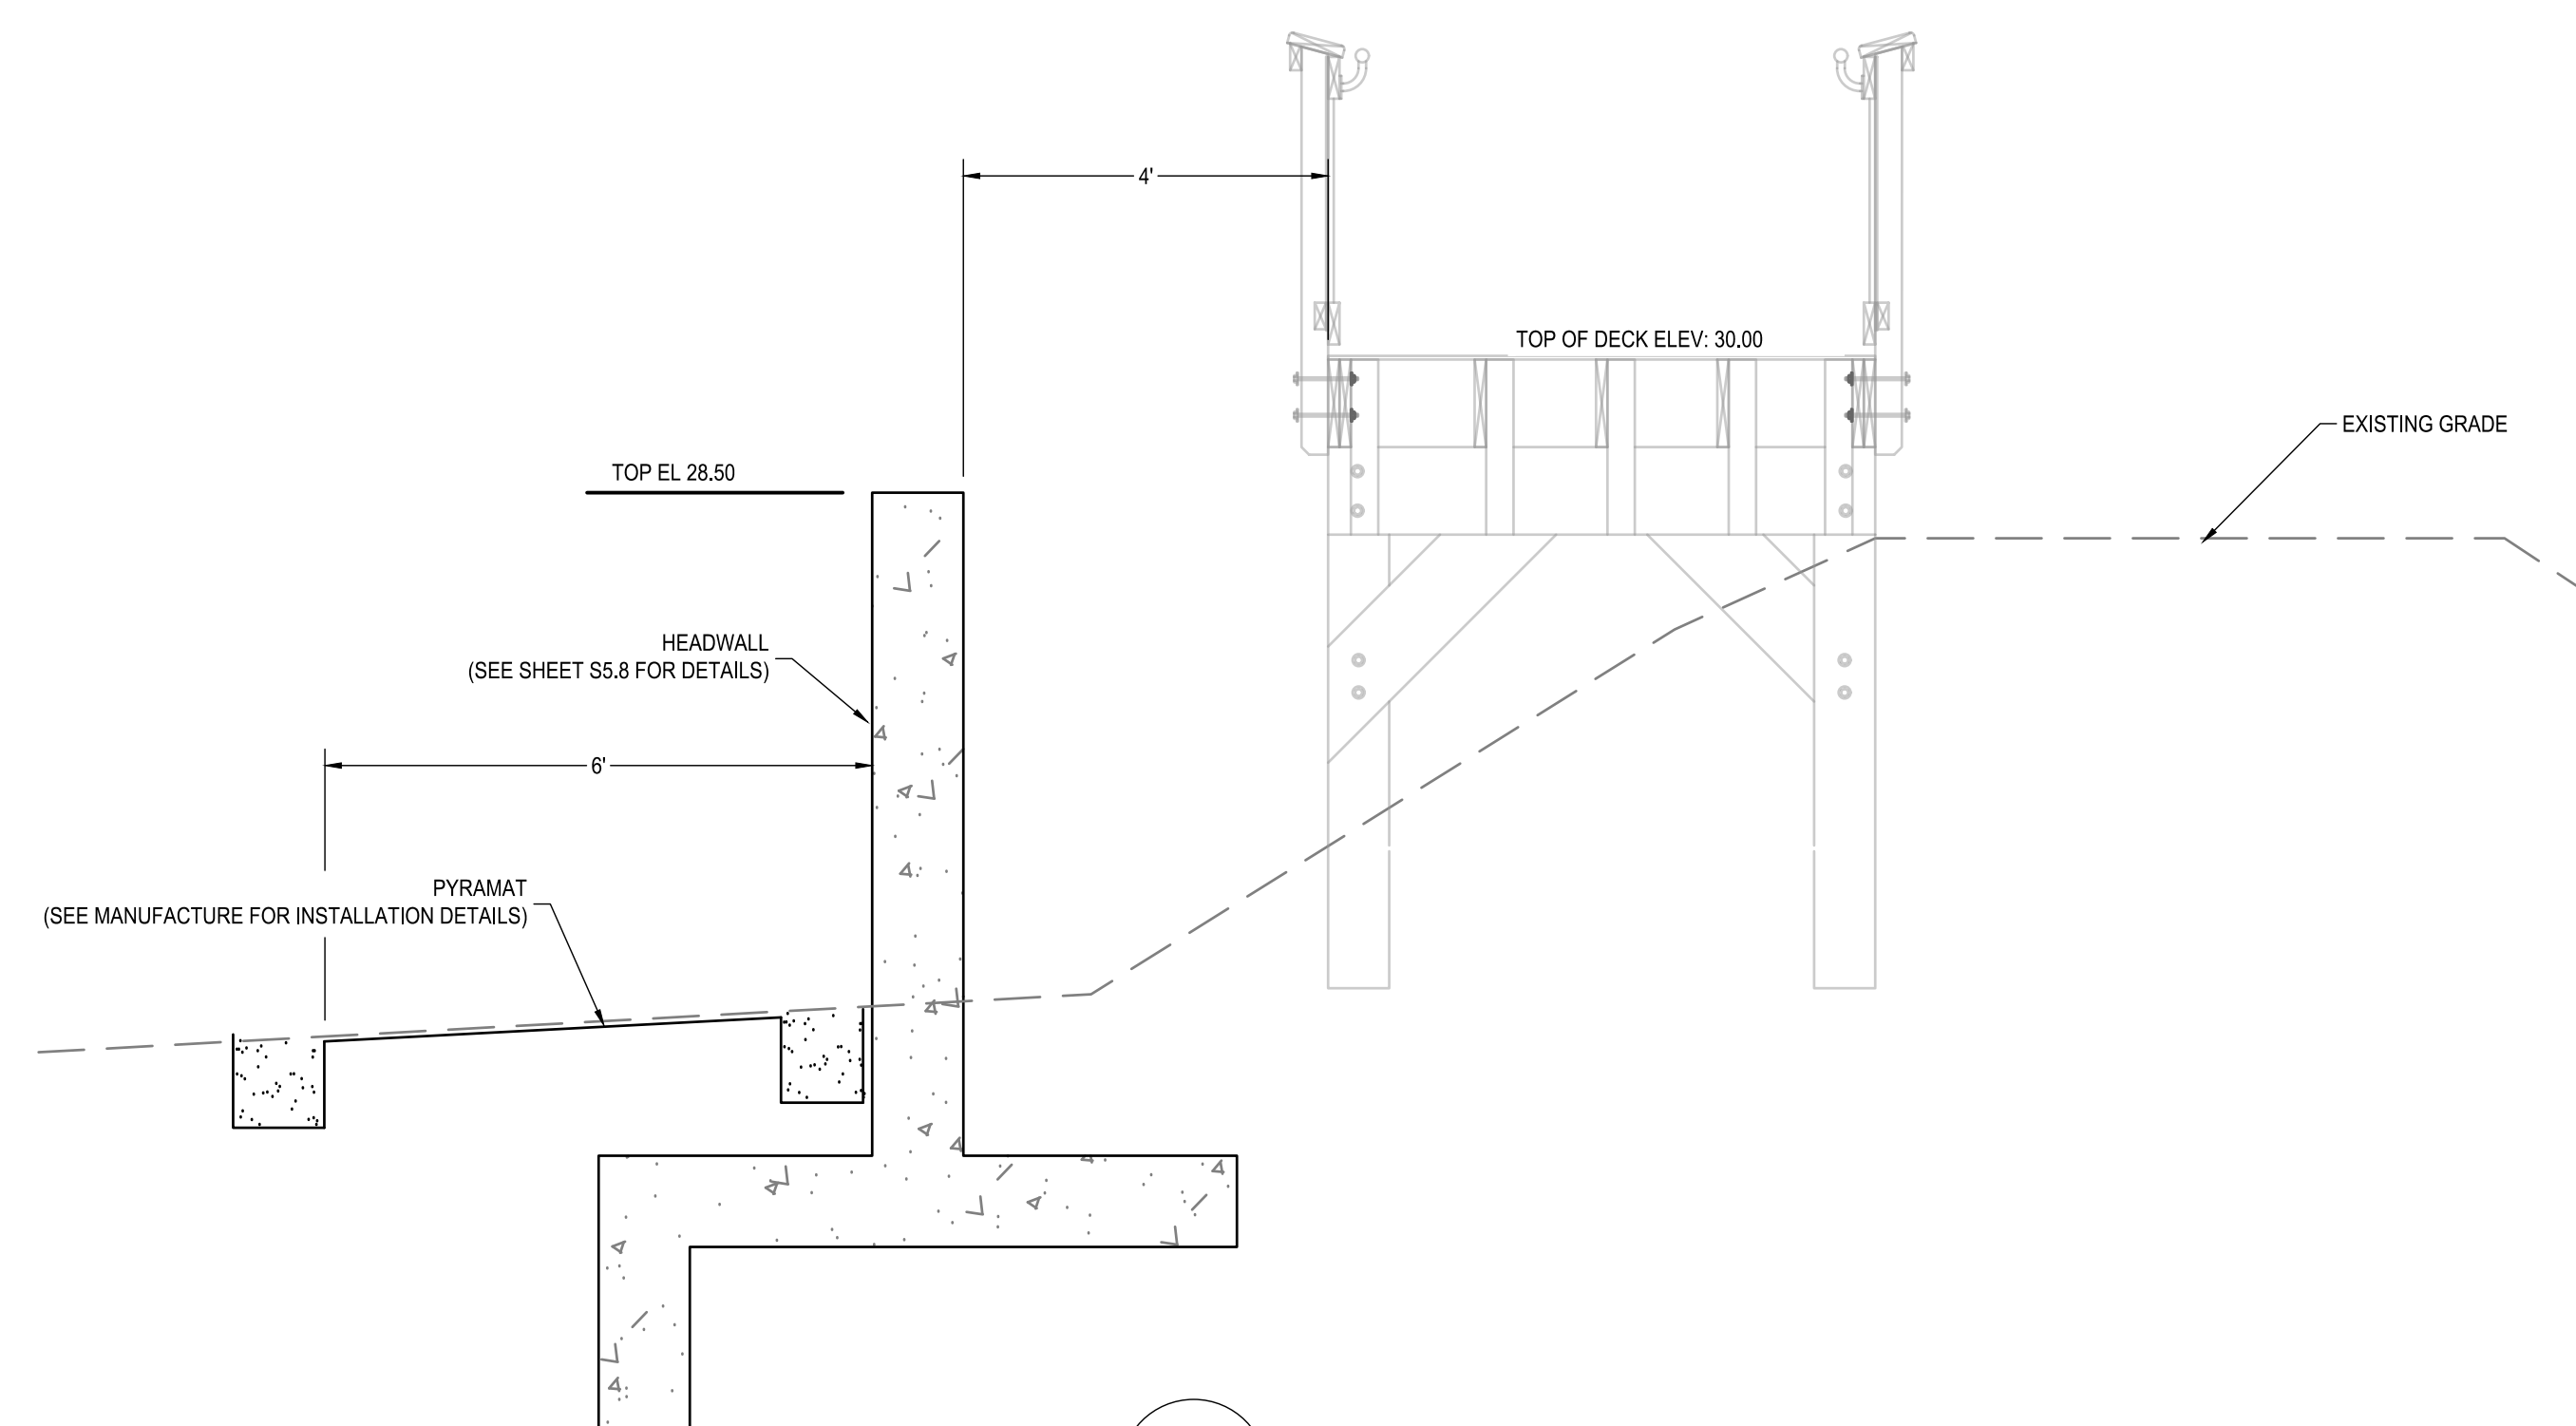 4'
TOP OF DECK ELEV: 30.00
EXISTING GRADE
TOP EL 28.50
HEADWALL
(SEE SHEET S5.8 FOR DETAILS)
6'
PYRAMAT
(SEE MANUFACTURE FOR INSTALLATION DETAILS)